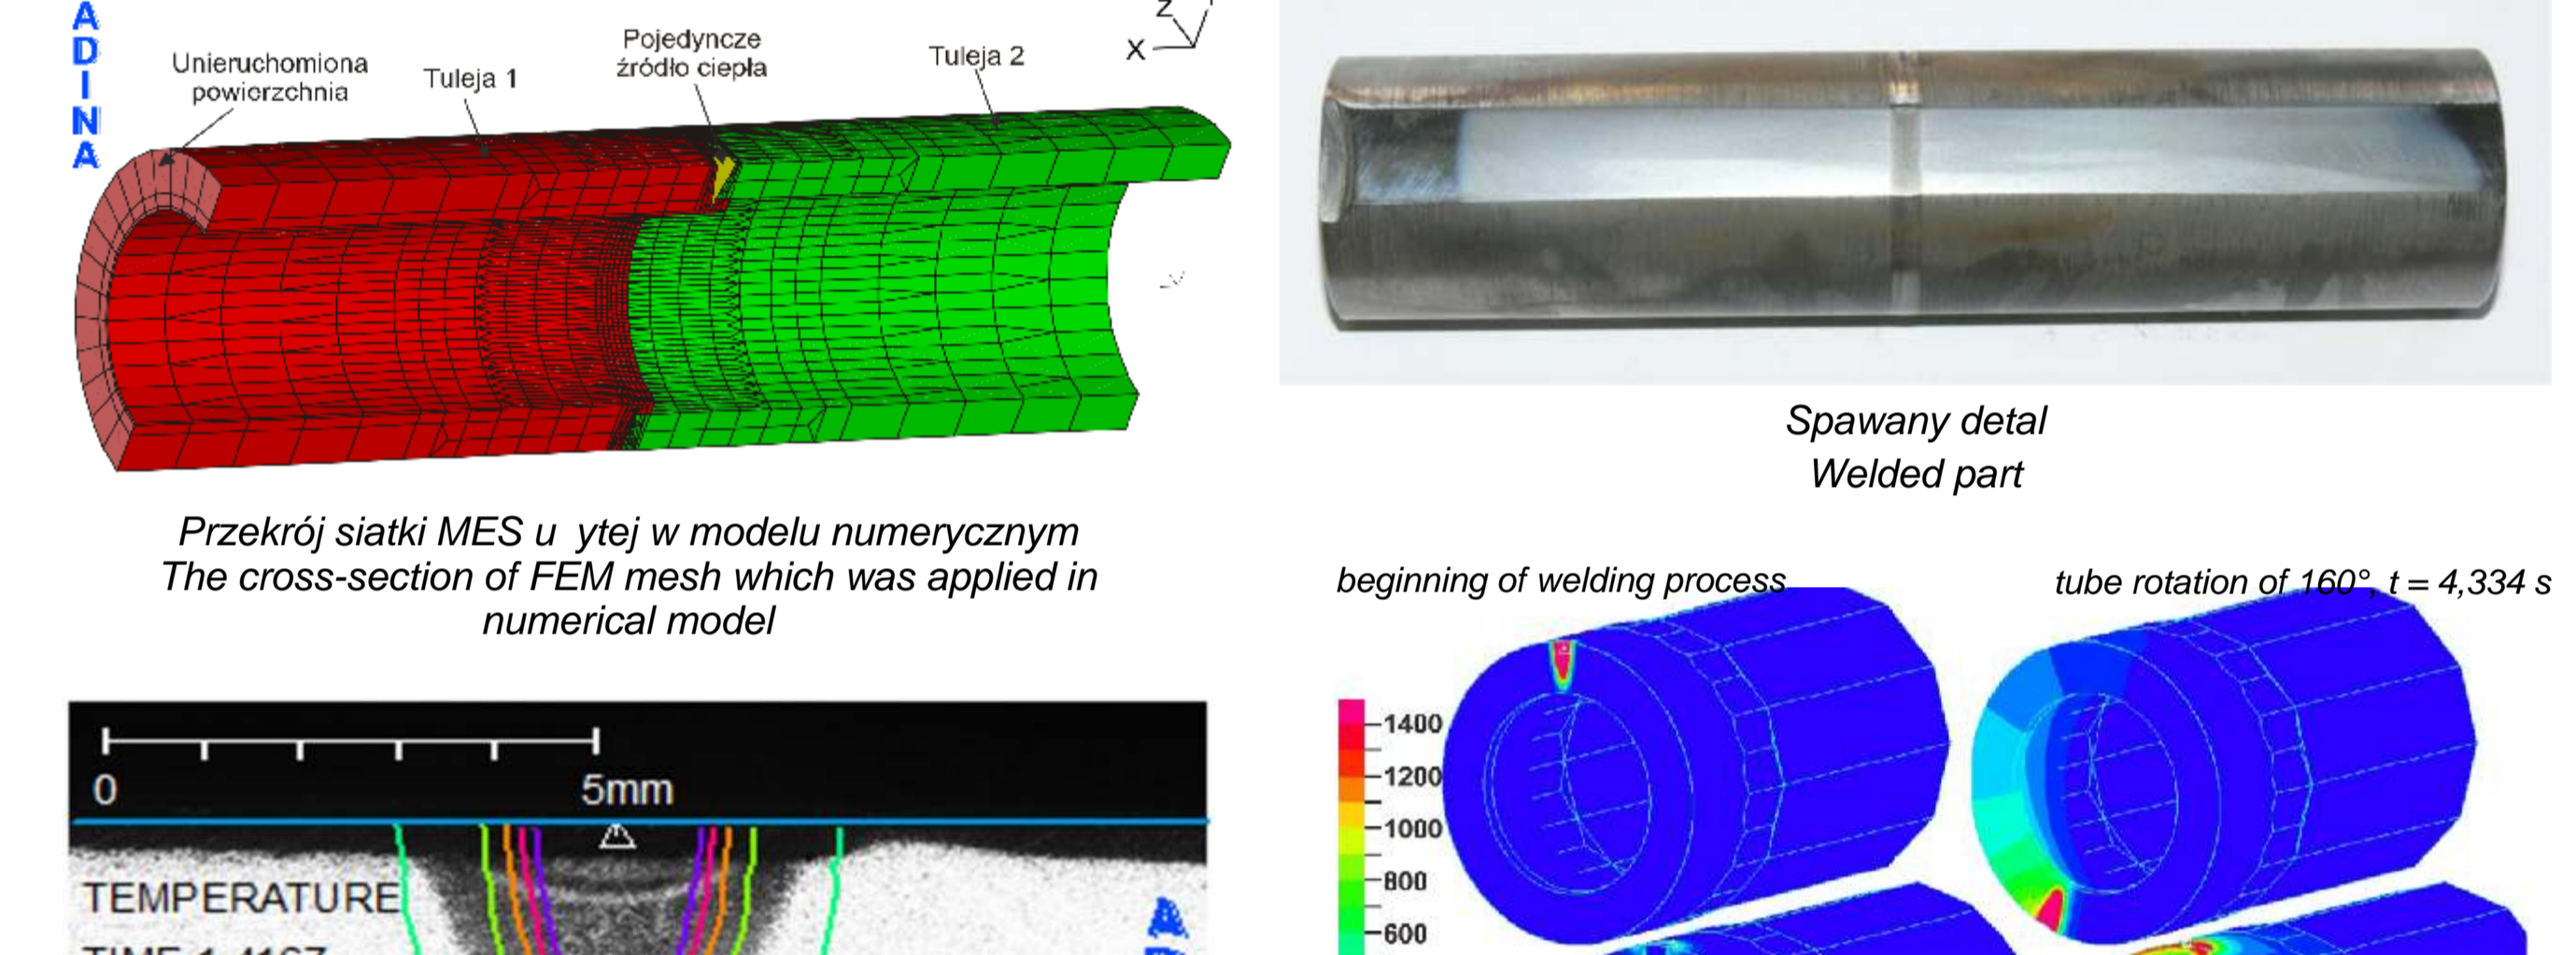 ADINA
Unieruchomiona
powierzchnia
Tuleja 1
Pojedyncze
źródło ciepła
Tuleja 2
Z
X
Przekrój siatki MES u ytej w modelu numerycznym
The cross-section of FEM mesh which was applied in
numerical model
Spawany detal
Welded part
0
5mm
TEMPERATURE
A
beginning of welding process
tube rotation of 160°, t = 4,334 s
1400
1200
1000
800
600